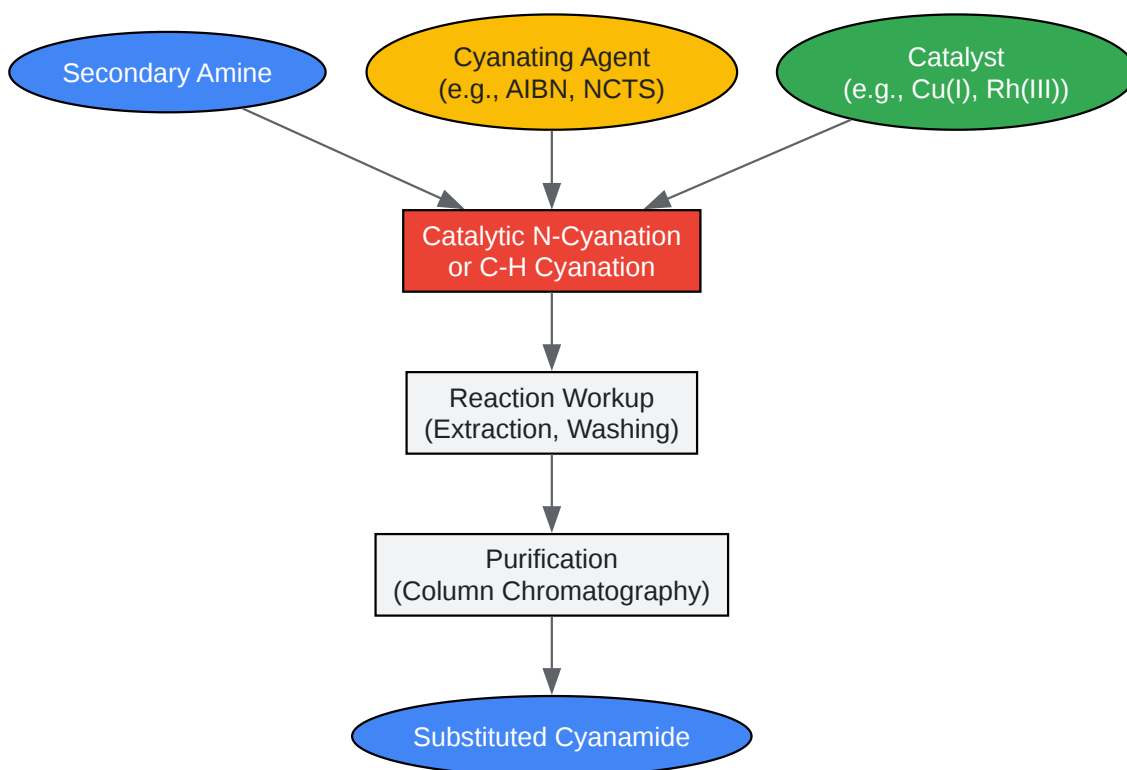 Secondary Amine
Cyanating Agent
(e.g., AIBN, NCTS)
Catalyst
(e.g., Cu(I), Rh(III))
Catalytic N-Cyanation
or C-H Cyanation
Reaction Workup
(Extraction, Washing)
Purification
(Column Chromatography)
Substituted Cyanamide